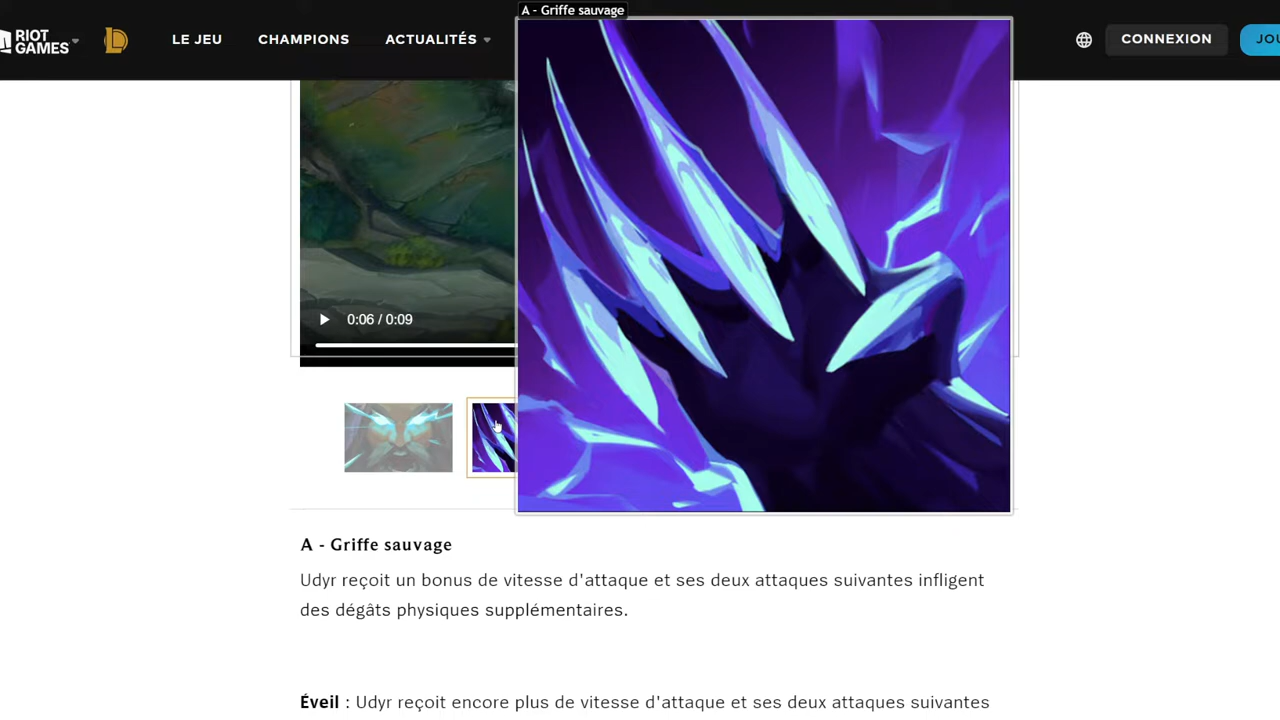 A - Griffe sauvage
RIOT GAMES
LE JEU
CHAMPIONS
ACTUALITÉS
CONNEXION
0:06 / 0:09
A - Griffe sauvage
Udyr reçoit un bonus de vitesse d'attaque et ses deux attaques suivantes infligent
des dégâts physiques supplémentaires.
Éveil : Udyr reçoit encore plus de vitesse d'attaque et ses deux attaques suivantes